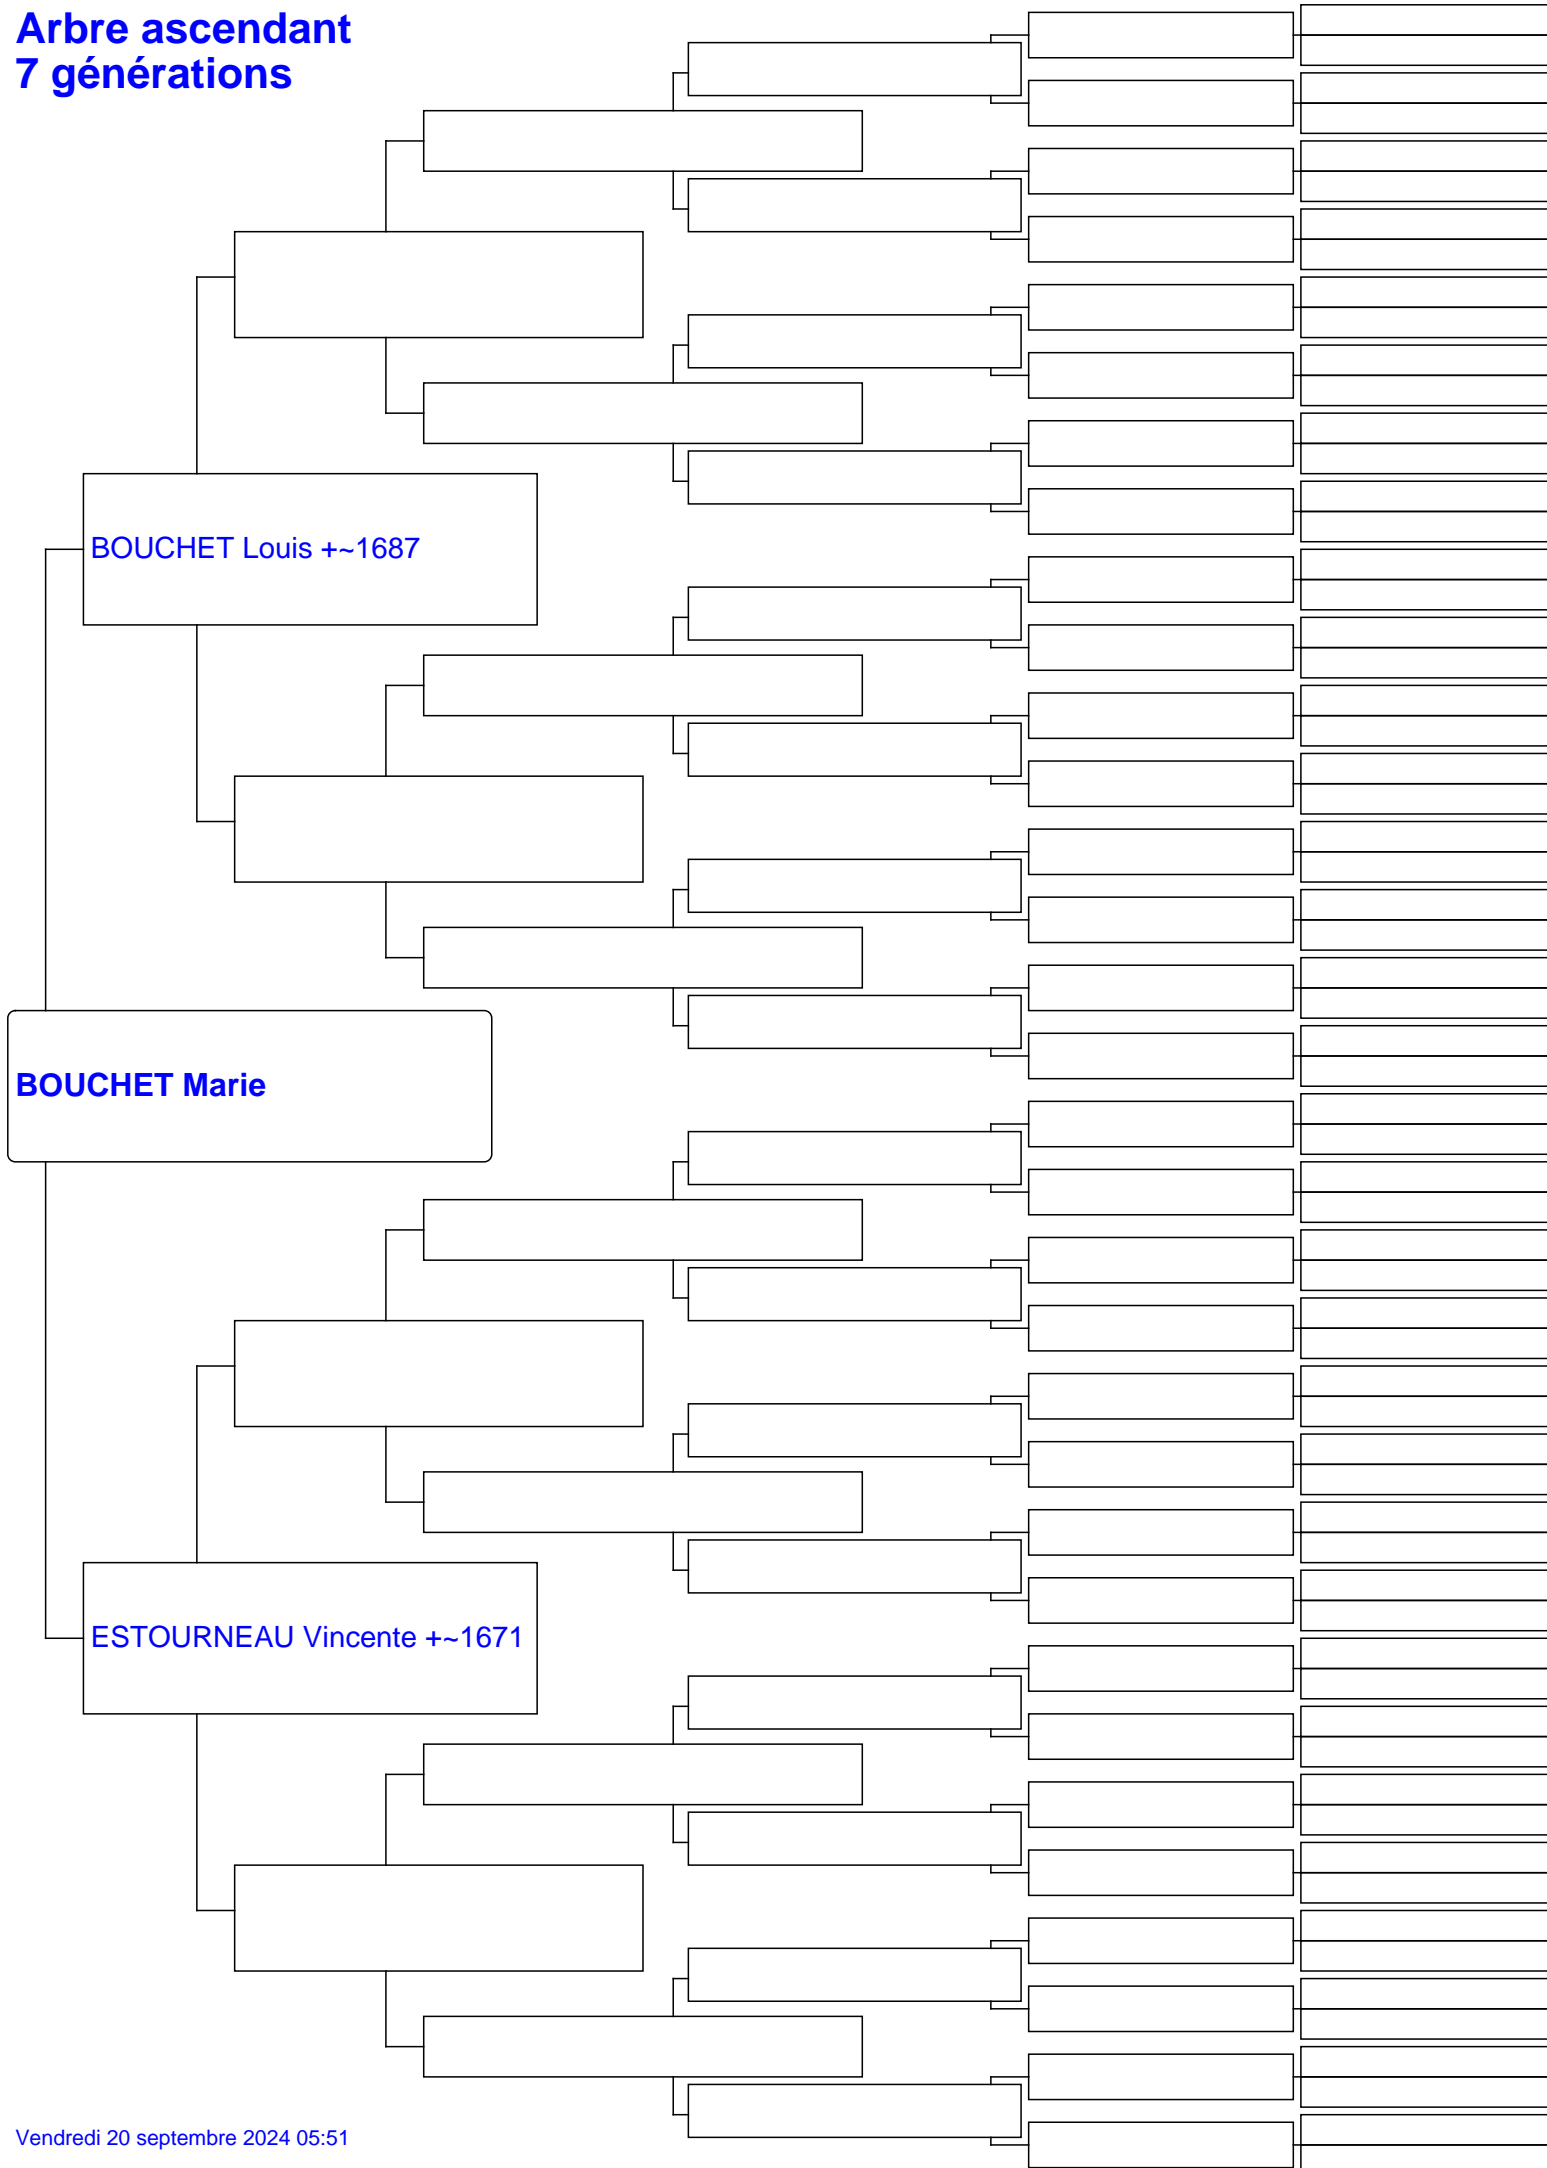 Arbre ascendant
7 générations
BOUCHET Louis +~1687
BOUCHET Marie
ESTOURNEAU Vincente +~1671
Vendredi 20 septembre 2024 05:51